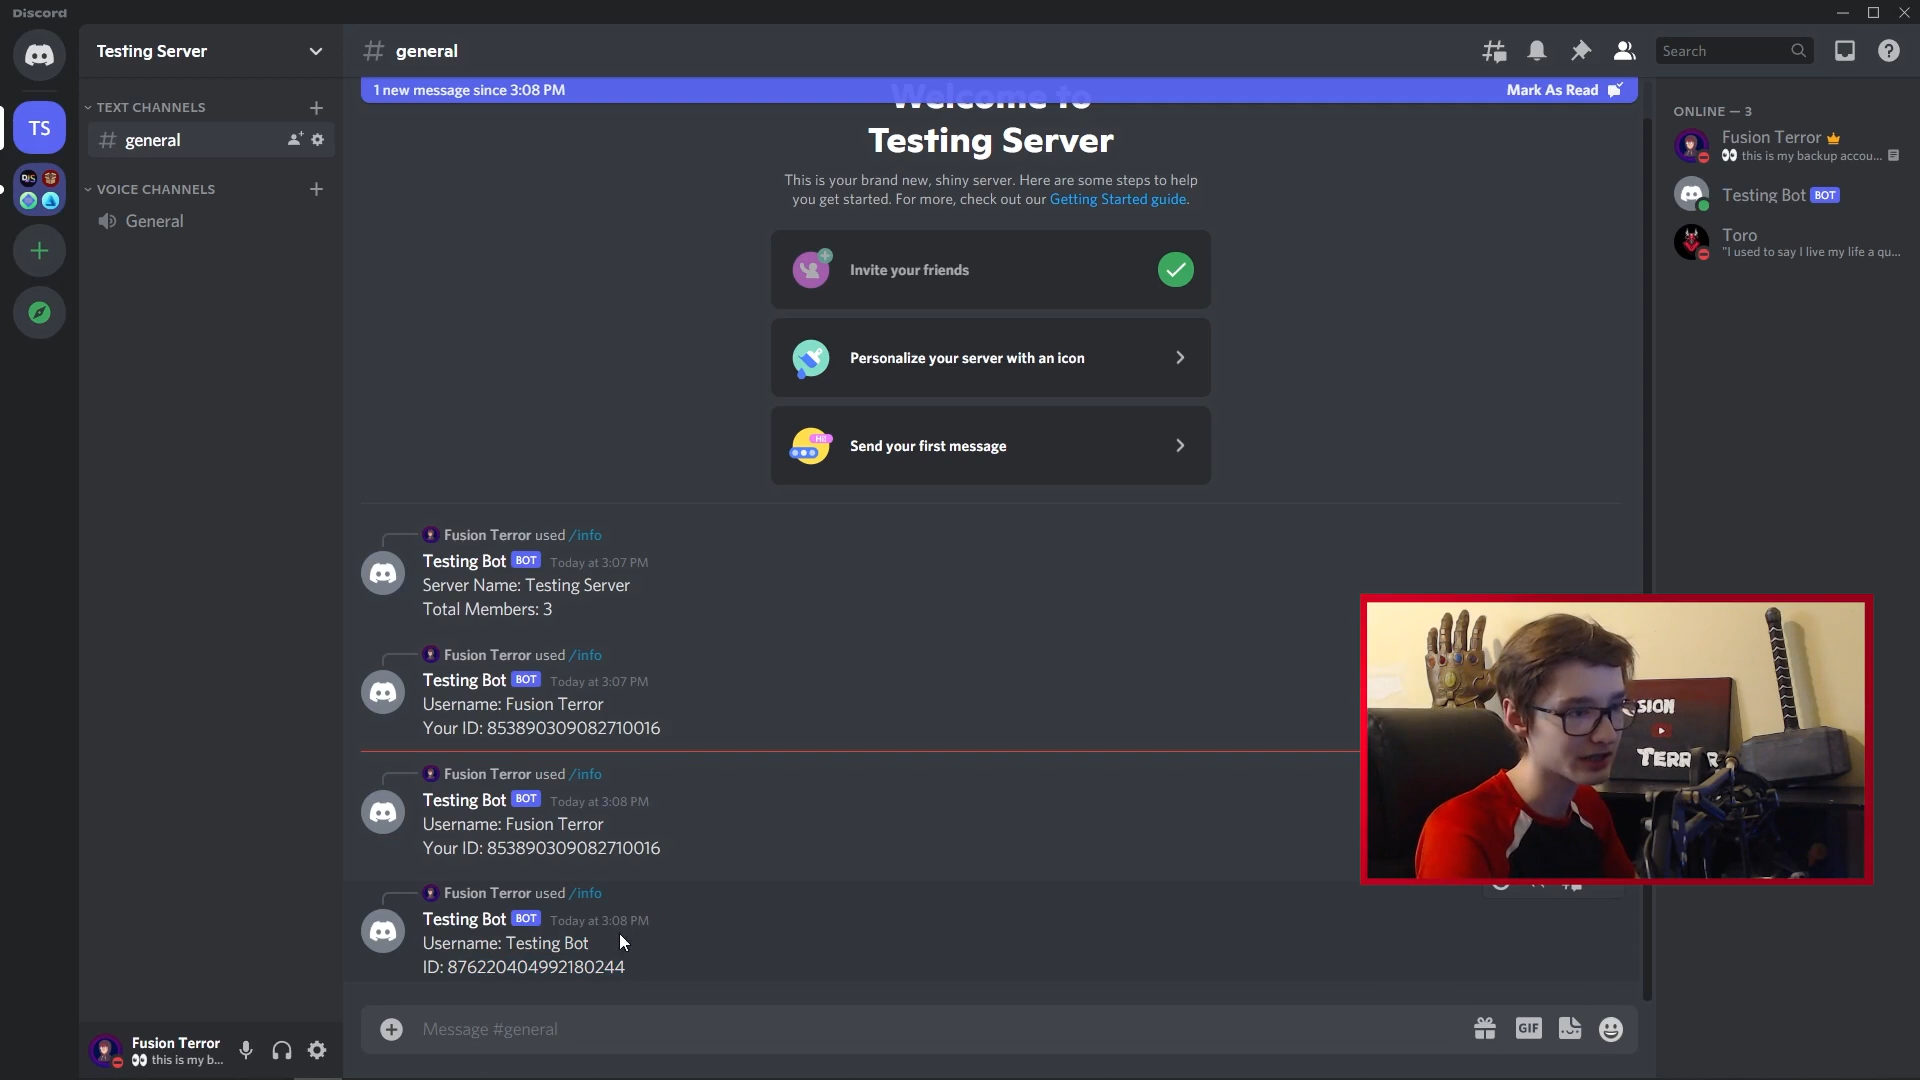 Discord
TS
Testing Server
TEXT CHANNELS
general
VOICE CHANNELS
General
Fusion Terror
this is my b...
general
Search
1 new message since 3:08 PM
Mark As Read
Welcome to
Testing Server
This is your brand new, shiny server. Here are some steps to help
you get started. For more, check out our Getting Started guide.
Invite your friends
Personalize your server with an icon
Hi!
Send your first message
Fusion Terror used /info
Testing Bot BOT Today at 3:07 PM
Server Name: Testing Server
Total Members: 3
Fusion Terror used /info
Testing Bot BOT Today at 3:07 PM
Username: Fusion Terror
Your ID: 853890309082710016
Fusion Terror used /info
Testing Bot BOT Today at 3:08 PM
Username: Fusion Terror
Your ID: 853890309082710016
Fusion Terror used /info
Testing Bot BOT Today at 3:08 PM
Username: Testing Bot
ID: 876220404992180244
Message #general
GIF
ONLINE — 3
Fusion Terror
this is my backup accou...
Testing Bot BOT
Toro
"I used to say I live my life a qu...